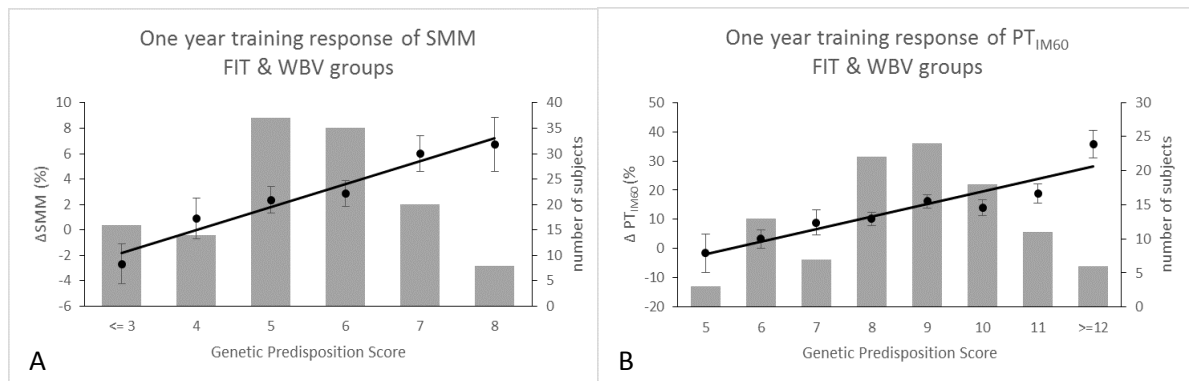 One year training response of SMM
FIT & WBV groups
10
8
6
4
2
0
-2
-4
-6
ΔSMM (%)
40
35
30
25
20
15
10
5
0
number of subjects
<= 3 4 5 6 7 8
Genetic Predisposition Score
A
One year training response of PT_IM60
FIT & WBV groups
50
40
30
20
10
0
-10
-20
Δ PT_IM60 (%
30
25
20
15
10
5
0
number of subjects
5 6 7 8 9 10 11 >=12
Genetic Predisposition Score
B